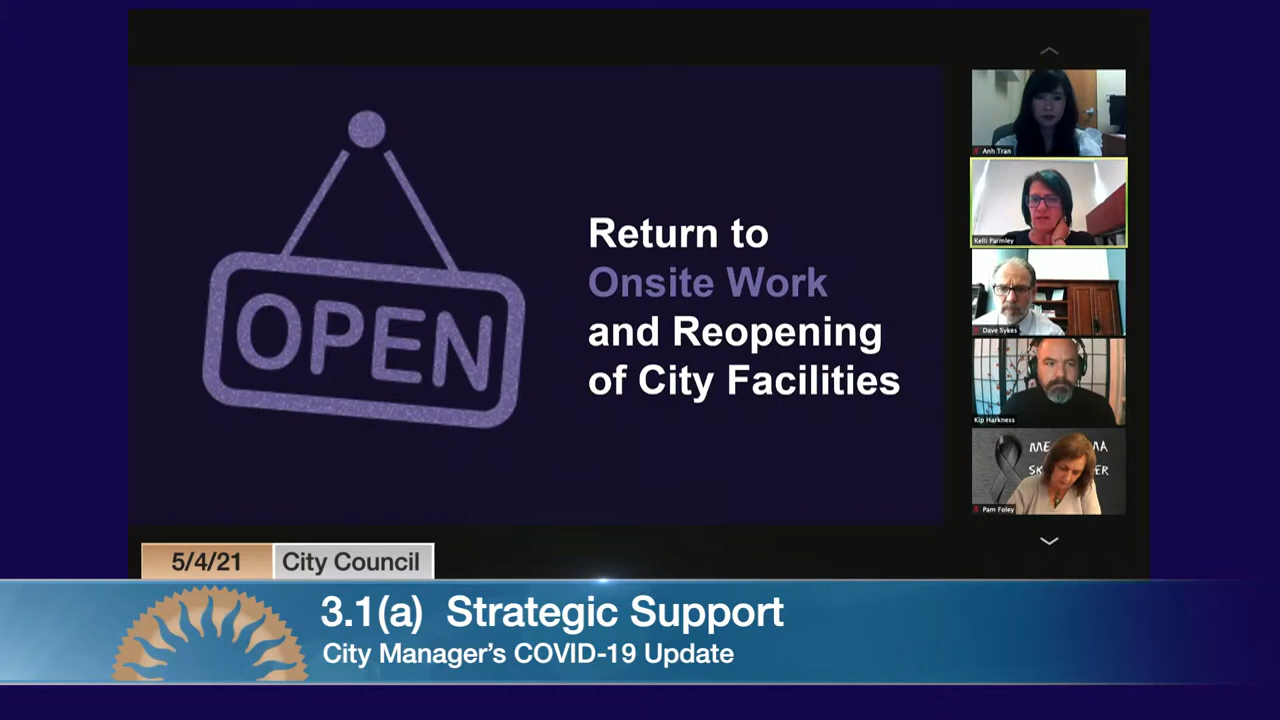 OPEN
Return to
Onsite Work
and Reopening
of City Facilities
Anh Tran
Kelli Parmley
Dave Sykes
Kip Harkness
Pam Foley
5/4/21
City Council
3.1(a) Strategic Support
City Manager's COVID-19 Update